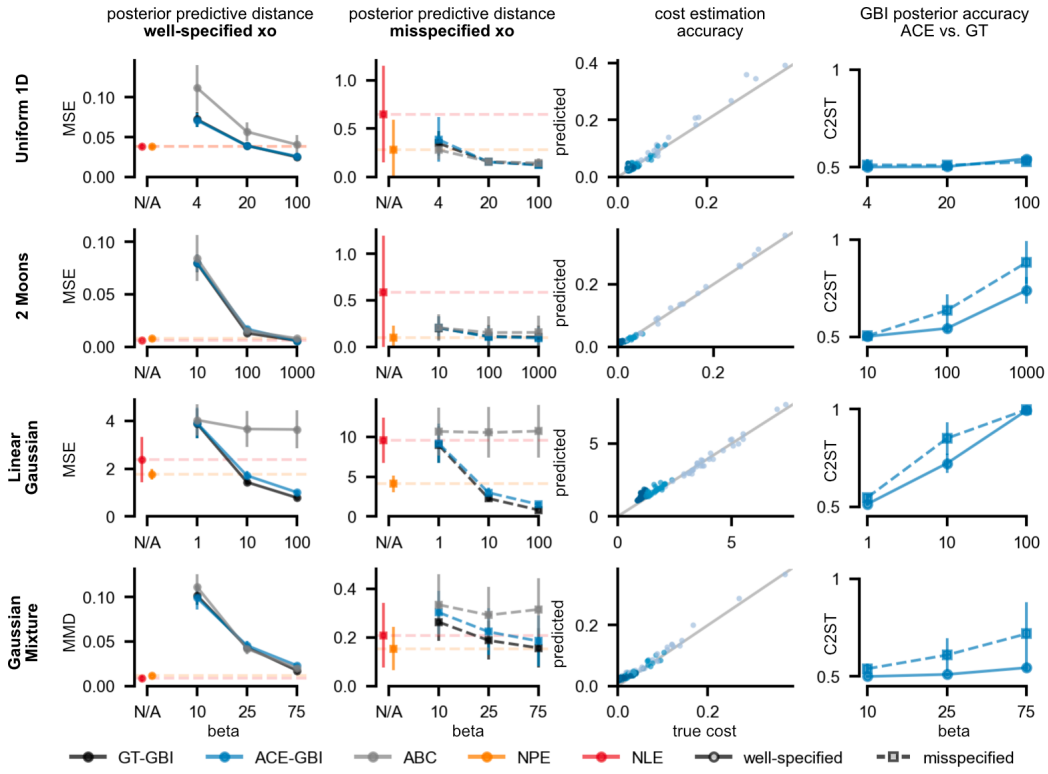 posterior predictive distance
well-specified xo
posterior predictive distance
misspecified xo
cost estimation
accuracy
GBI posterior accuracy
ACE vs. GT
Uniform 1D
MSE
0.10
0.05
0.00
N/A 4 20 100
1.0
0.5
0.0
N/A 4 20 100
predicted
0.4
0.2
0.0
0.0 0.2
C2ST
1
0.5
4 20 100
2 Moons
MSE
0.10
0.05
0.00
N/A 10 100 1000
1.0
0.5
0.0
N/A 10 100 1000
predicted
0.2
0.0
0.0 0.2
C2ST
1
0.5
10 100 1000
Linear
Gaussian
MSE
4
2
0
N/A 1 10 100
10
5
0
N/A 1 10 100
predicted
5
0
0 5
C2ST
1
0.5
1 10 100
Gaussian
Mixture
MMD
0.10
0.05
0.00
N/A 10 25 75
beta
0.4
0.2
0.0
N/A 10 25 75
beta
predicted
0.2
0.0
0.0 0.2
true cost
C2ST
1
0.5
10 25 75
beta
GT-GBI ACE-GBI ABC NPE NLE well-specified misspecified